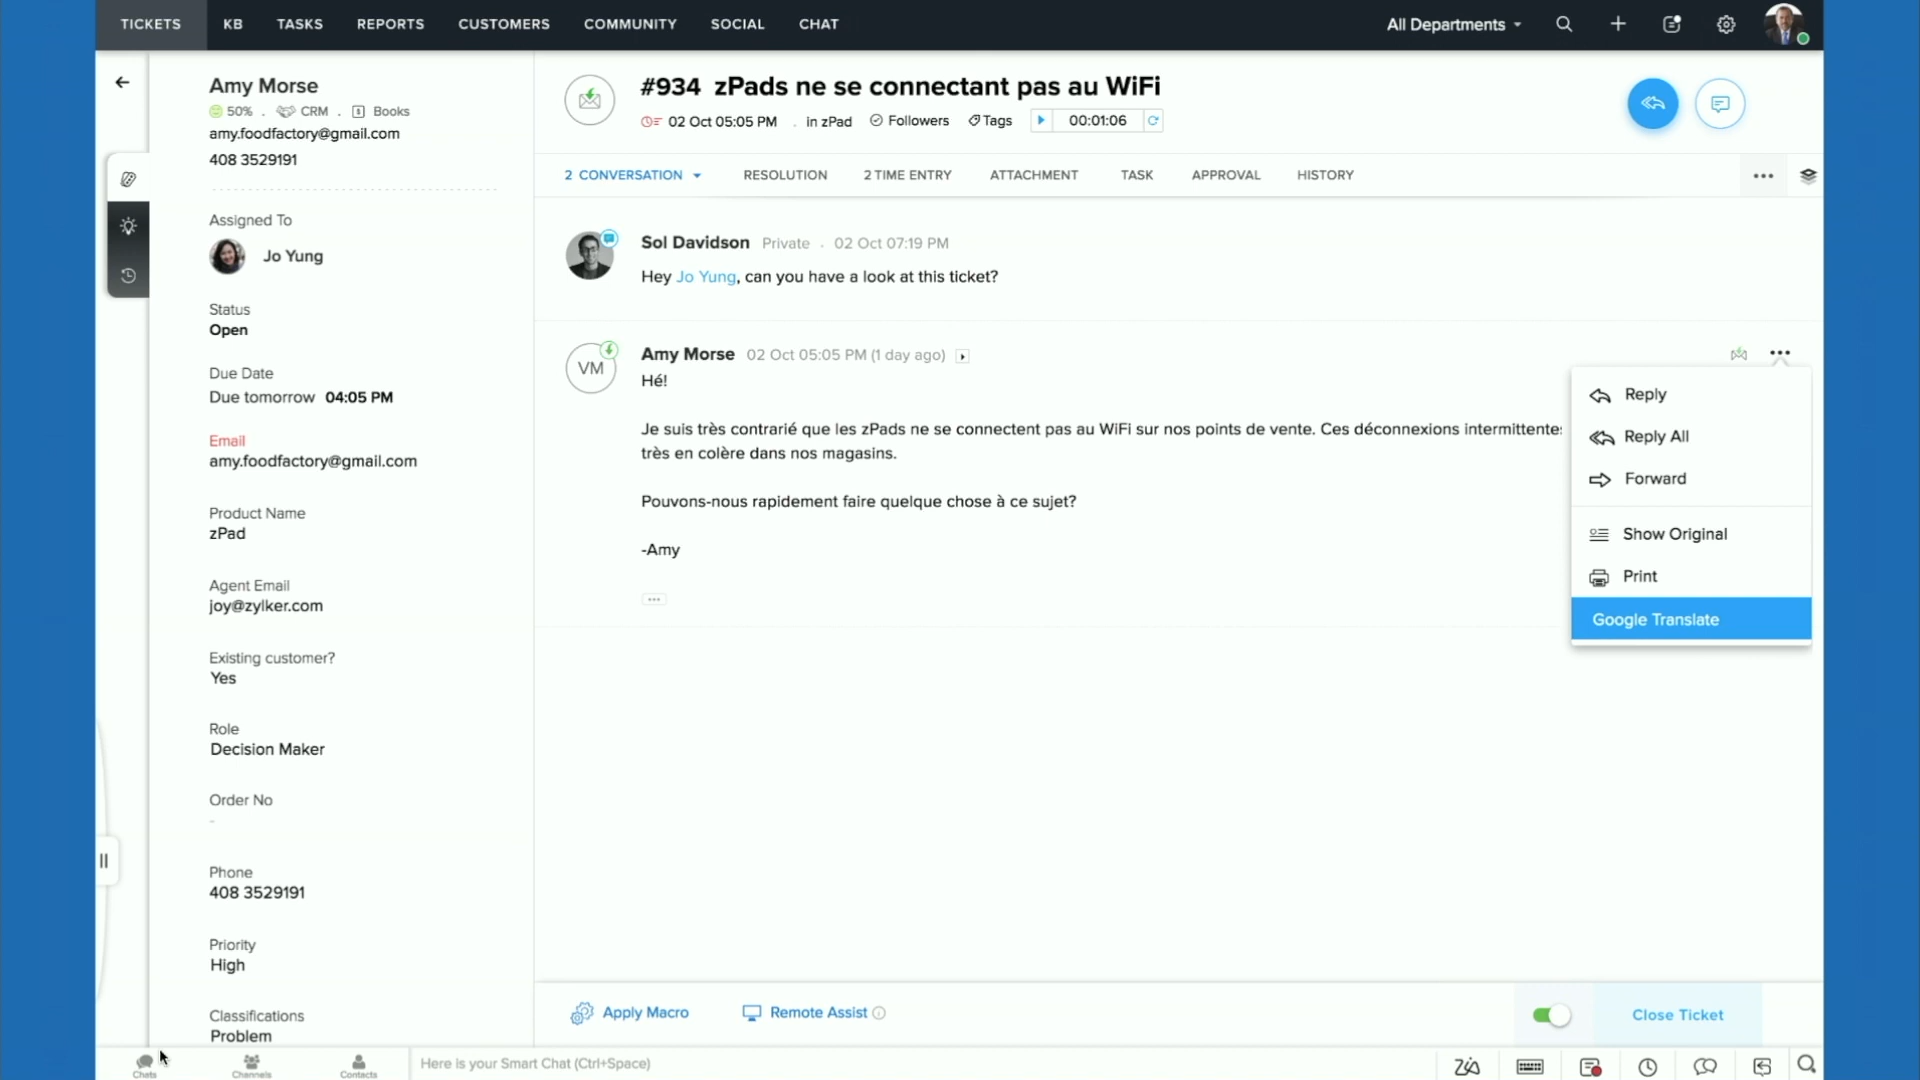 TICKETS KB TASKS REPORTS CUSTOMERS COMMUNITY SOCIAL CHAT All Departments
Amy Morse
50% . CRM . Books
amy.foodfactory@gmail.com
408 3529191
Assigned To
Jo Yung
Status
Open
Due Date
Due tomorrow 04:05 PM
Email
amy.foodfactory@gmail.com
Product Name
zPad
Agent Email
joy@zylker.com
Existing customer?
Yes
Role
Decision Maker
Order No
-
Phone
408 3529191
Priority
High
Classifications
Problem
#934 zPads ne se connectant pas au WiFi
02 Oct 05:05 PM . in zPad Followers Tags 00:01:06
2 CONVERSATION RESOLUTION 2 TIME ENTRY ATTACHMENT TASK APPROVAL HISTORY
Sol Davidson Private . 02 Oct 07:19 PM
Hey Jo Yung, can you have a look at this ticket?
VM
Amy Morse 02 Oct 05:05 PM (1 day ago)
Hé!
Je suis très contrarié que les zPads ne se connectent pas au WiFi sur nos points de vente. Ces déconnexions intermittentes
très en colère dans nos magasins.
Pouvons-nous rapidement faire quelque chose à ce sujet?
-Amy
Reply
Reply All
Forward
Show Original
Print
Google Translate
Apply Macro Remote Assist Close Ticket
Chats Channels Contacts Here is your Smart Chat (Ctrl+Space)